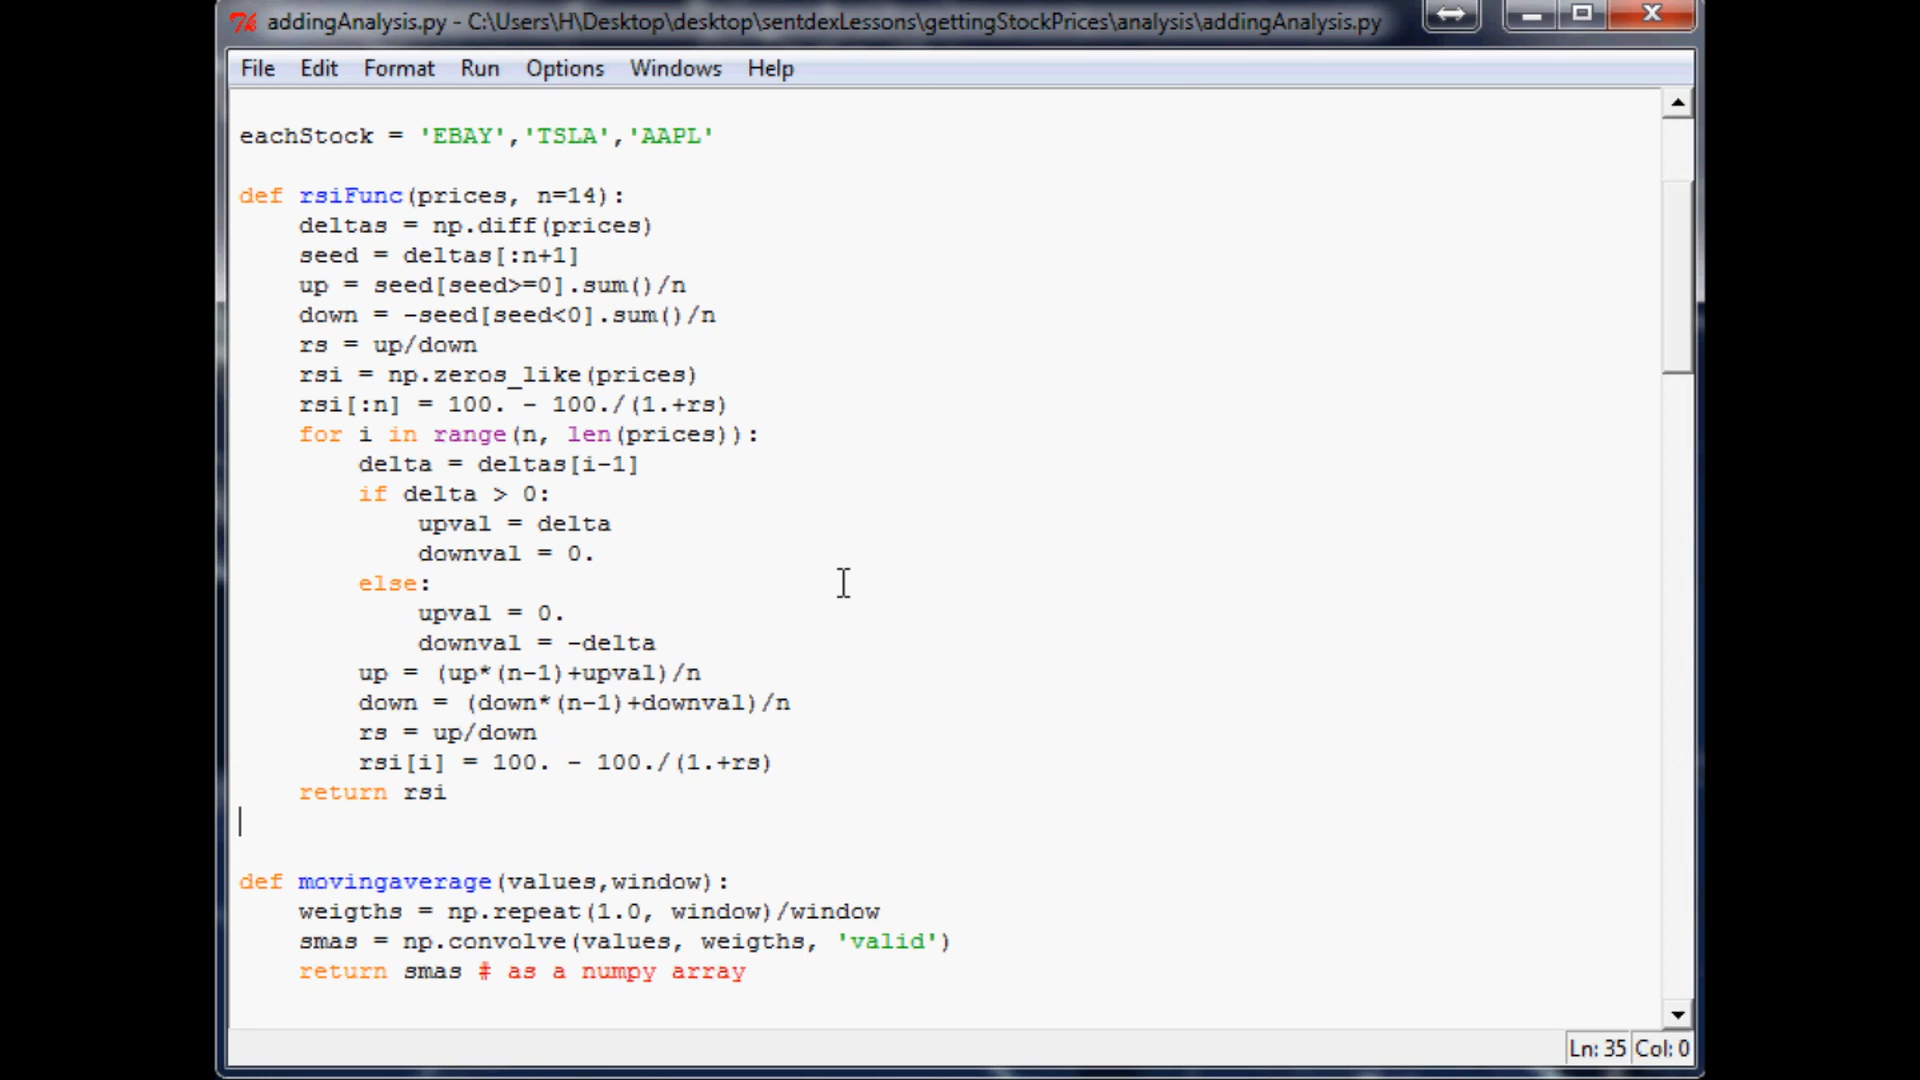 addingAnalysis.py - C:\Users\H\Desktop\desktop\sentdexLessons\gettingStockPrices\analysis\addingAnalysis.py
File Edit Format Run Options Windows Help
eachStock = 'EBAY','TSLA','AAPL'
def rsiFunc(prices, n=14):
    deltas = np.diff(prices)
    seed = deltas[:n+1]
    up = seed[seed>=0].sum()/n
    down = -seed[seed<0].sum()/n
    rs = up/down
    rsi = np.zeros_like(prices)
    rsi[:n] = 100. - 100./(1.+rs)
    for i in range(n, len(prices)):
        delta = deltas[i-1]
        if delta > 0:
            upval = delta
            downval = 0.
        else:
            upval = 0.
            downval = -delta
        up = (up*(n-1)+upval)/n
        down = (down*(n-1)+downval)/n
        rs = up/down
        rsi[i] = 100. - 100./(1.+rs)
    return rsi
def movingaverage(values,window):
    weigths = np.repeat(1.0, window)/window
    smas = np.convolve(values, weigths, 'valid')
    return smas # as a numpy array
Ln: 35 Col: 0